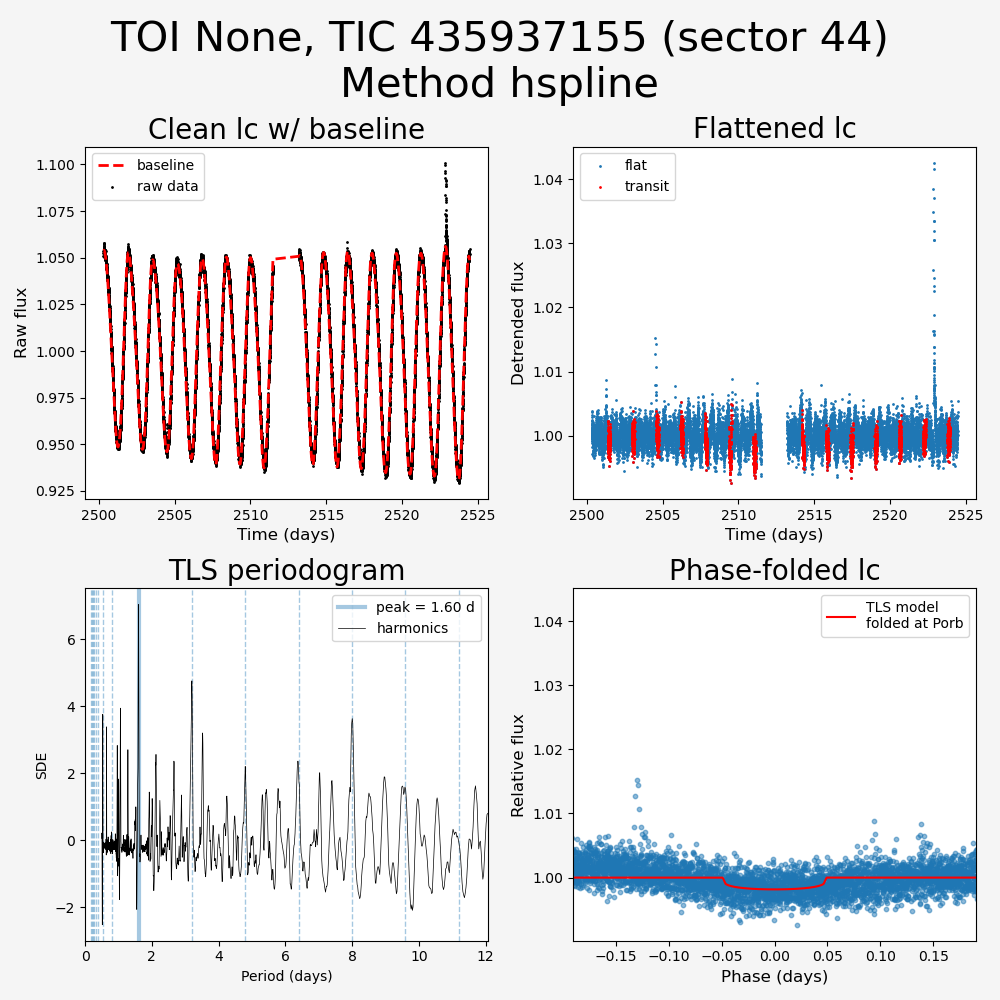 TOI None, TIC 435937155 (sector 44)
Method hspline
Clean lc w/ baseline
baseline
raw data
1.100
1.075
1.050
1.025
1.000
0.975
0.950
0.925
Raw flux
2500
2505
2510
2515
2520
2525
Time (days)
Flattened lc
flat
transit
1.04
1.03
1.02
1.01
1.00
Detrended flux
2500
2505
2510
2515
2520
2525
Time (days)
TLS periodogram
peak = 1.60 d
harmonics
6
4
2
0
−2
SDE
0
2
4
6
8
10
12
Period (days)
Phase-folded lc
TLS model
folded at Porb
1.04
1.03
1.02
1.01
1.00
Relative flux
−0.15
−0.10
−0.05
0.00
0.05
0.10
0.15
Phase (days)